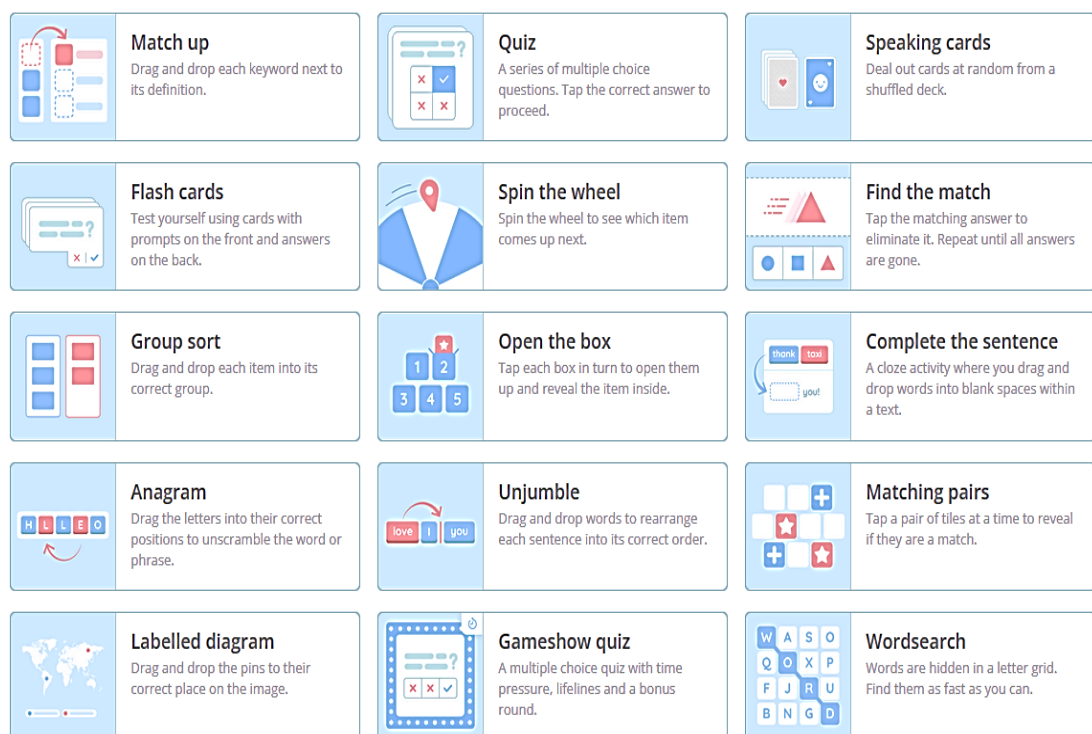 Match up
Drag and drop each keyword next to
its definition.
?
Quiz
A series of multiple choice
questions. Tap the correct answer to
proceed.
Speaking cards
Deal out cards at random from a
shuffled deck.
?
Flash cards
Test yourself using cards with
prompts on the front and answers
on the back.
Spin the wheel
Spin the wheel to see which item
comes up next.
Find the match
Tap the matching answer to
eliminate it. Repeat until all answers
are gone.
Group sort
Drag and drop each item into its
correct group.
1 2
3 4 5
Open the box
Tap each box in turn to open them
up and reveal the item inside.
thank taxi
you!
Complete the sentence
A cloze activity where you drag and
drop words into blank spaces within
a text.
H L L E O
Anagram
Drag the letters into their correct
positions to unscramble the word or
phrase.
love I you
Unjumble
Drag and drop words to rearrange
each sentence into its correct order.
Matching pairs
Tap a pair of tiles at a time to reveal
if they are a match.
Labelled diagram
Drag and drop the pins to their
correct place on the image.
?
Gameshow quiz
A multiple choice quiz with time
pressure, lifelines and a bonus
round.
W A S O
Q O X P
F J R U
B N G D
Wordsearch
Words are hidden in a letter grid.
Find them as fast as you can.